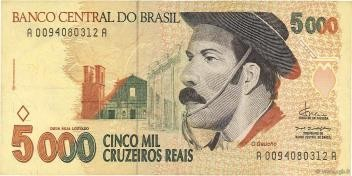 BANCO CENTRAL DO BRASIL 5000
A 0094080312 A
DEUS SEJA LOUVADO
O Gaúcho
5000 CINCO MIL
CRUZEIROS REAIS
A 0094080312 A